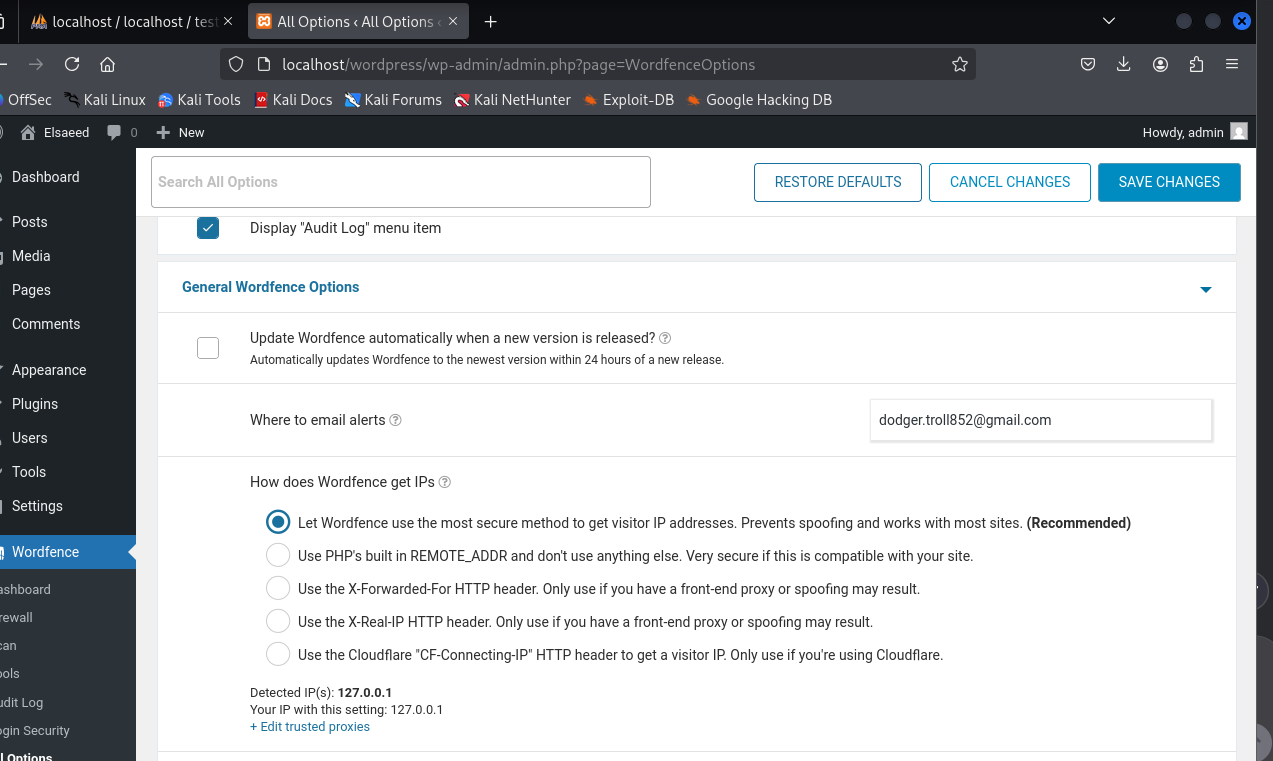 localhost / localhost / test
All Options ‹ All Options ‹
localhost/wordpress/wp-admin/admin.php?page=WordfenceOptions
OffSec Kali Linux Kali Tools Kali Docs Kali Forums Kali NetHunter Exploit-DB Google Hacking DB
Elsaeed 0 New Howdy, admin
Search All Options RESTORE DEFAULTS CANCEL CHANGES SAVE CHANGES
Dashboard
Posts
Media
Pages
Comments
Appearance
Plugins
Users
Tools
Settings
Wordfence
ashboard
rewall
can
ools
udit Log
ogin Security
l Options
Display "Audit Log" menu item
General Wordfence Options
Update Wordfence automatically when a new version is released?
Automatically updates Wordfence to the newest version within 24 hours of a new release.
Where to email alerts dodger.troll852@gmail.com
How does Wordfence get IPs
Let Wordfence use the most secure method to get visitor IP addresses. Prevents spoofing and works with most sites. (Recommended)
Use PHP's built in REMOTE_ADDR and don't use anything else. Very secure if this is compatible with your site.
Use the X-Forwarded-For HTTP header. Only use if you have a front-end proxy or spoofing may result.
Use the X-Real-IP HTTP header. Only use if you have a front-end proxy or spoofing may result.
Use the Cloudflare "CF-Connecting-IP" HTTP header to get a visitor IP. Only use if you're using Cloudflare.
Detected IP(s): 127.0.0.1
Your IP with this setting: 127.0.0.1
+ Edit trusted proxies